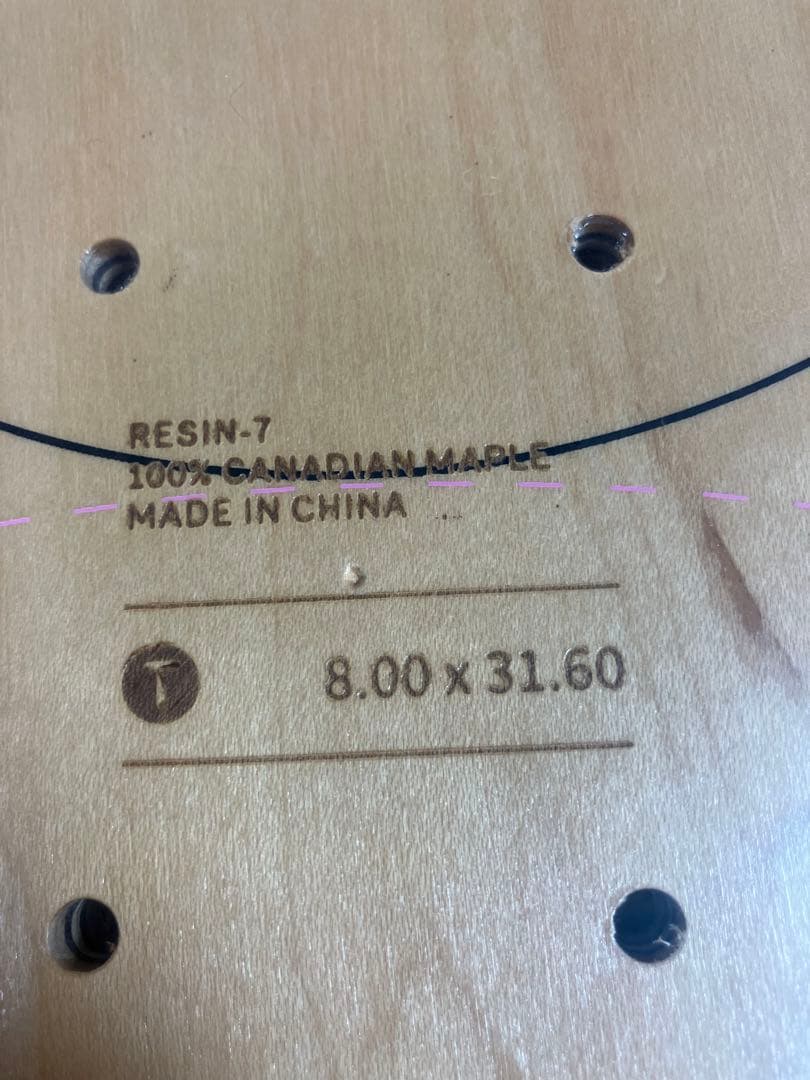 RESIN-7
100% CANADIAN MAPLE
MADE IN CHINA
T 8.00 x 31.60